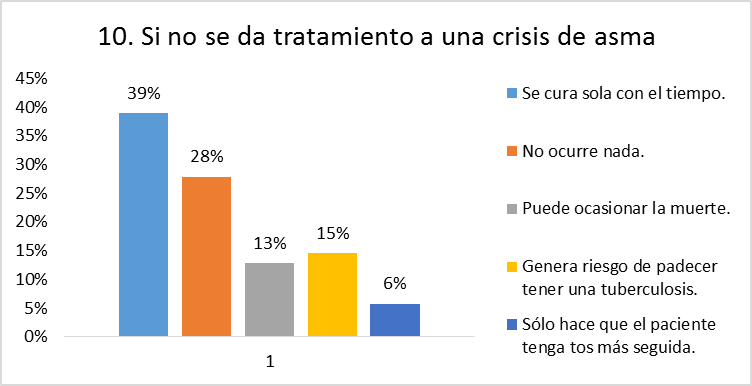 10. Si no se da tratamiento a una crisis de asma
45%
40%
35%
30%
25%
20%
15%
10%
5%
0%
39%
28%
13%
15%
6%
1
Se cura sola con el tiempo.
No ocurre nada.
Puede ocasionar la muerte.
Genera riesgo de padecer
tener una tuberculosis.
Sólo hace que el paciente
tenga tos más seguida.